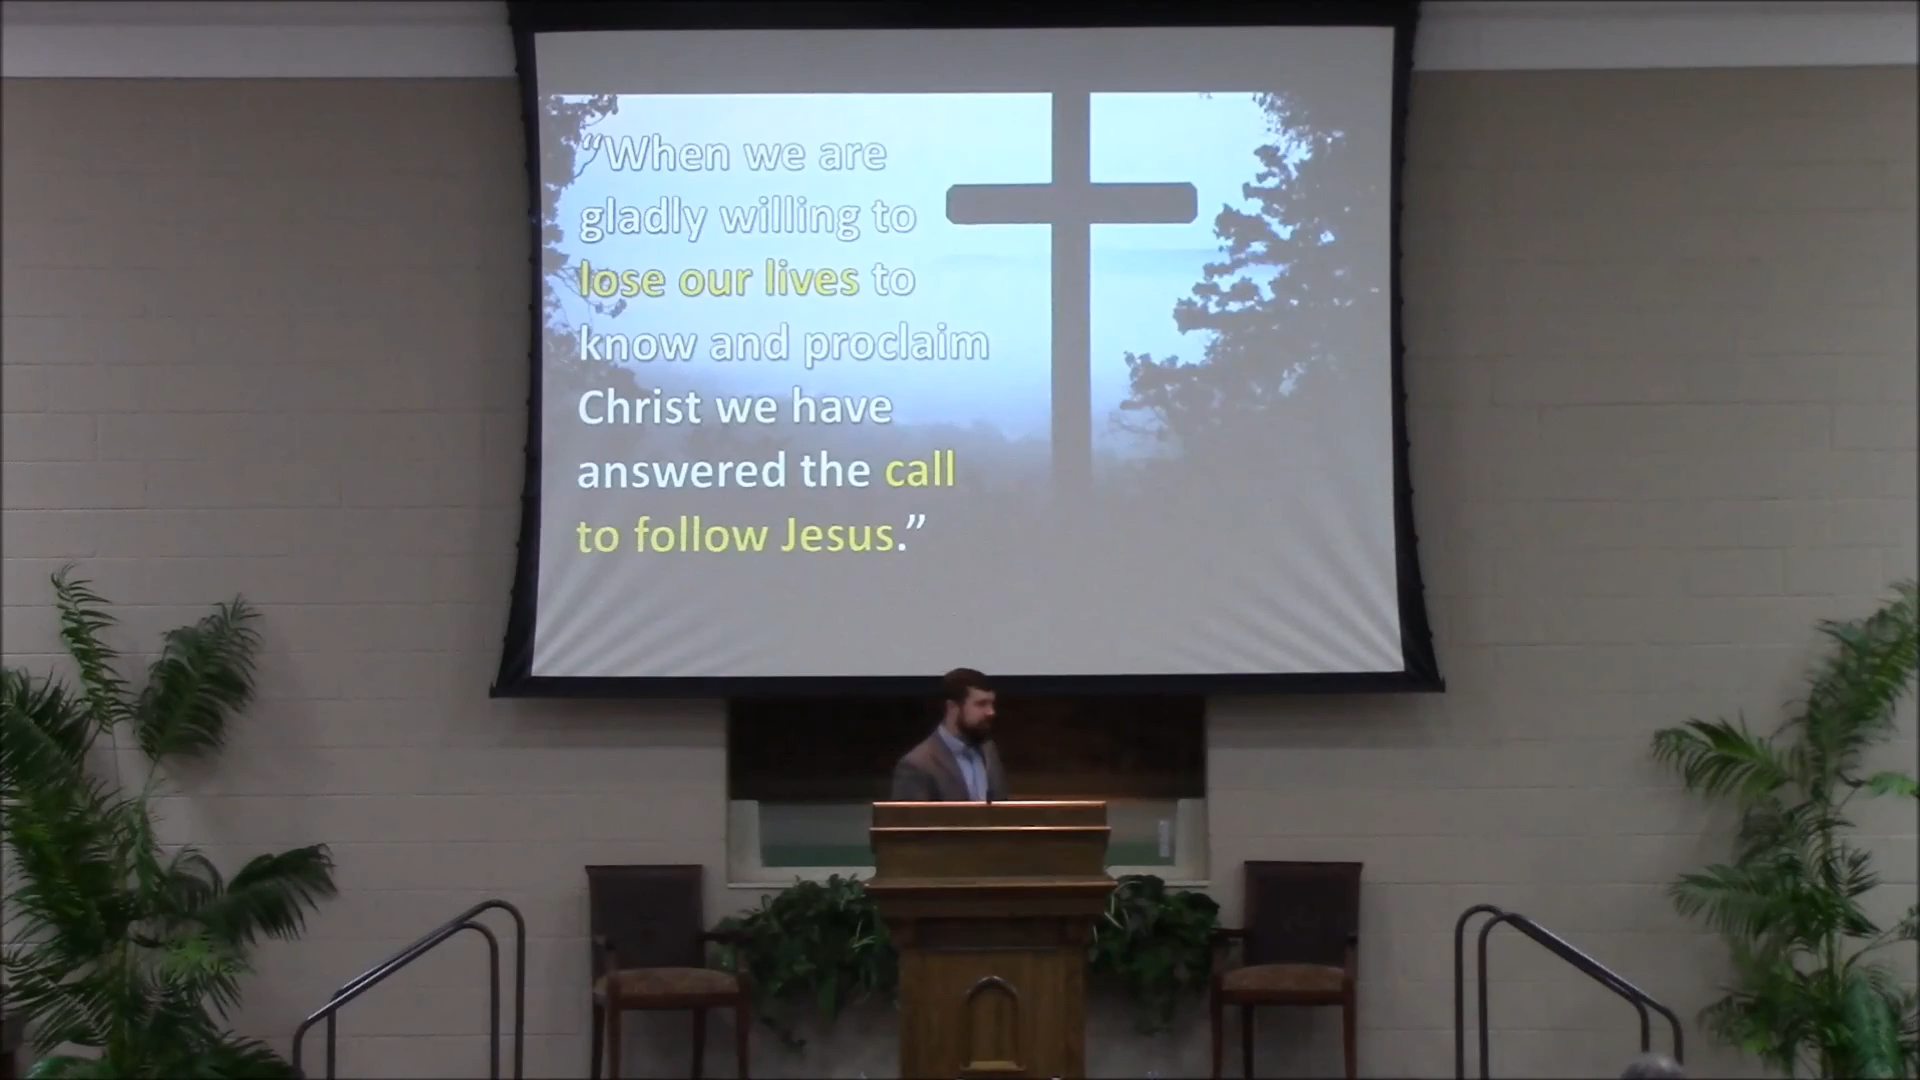 “When we are
gladly willing to
lose our lives to
know and proclaim
Christ we have
answered the call
to follow Jesus.”